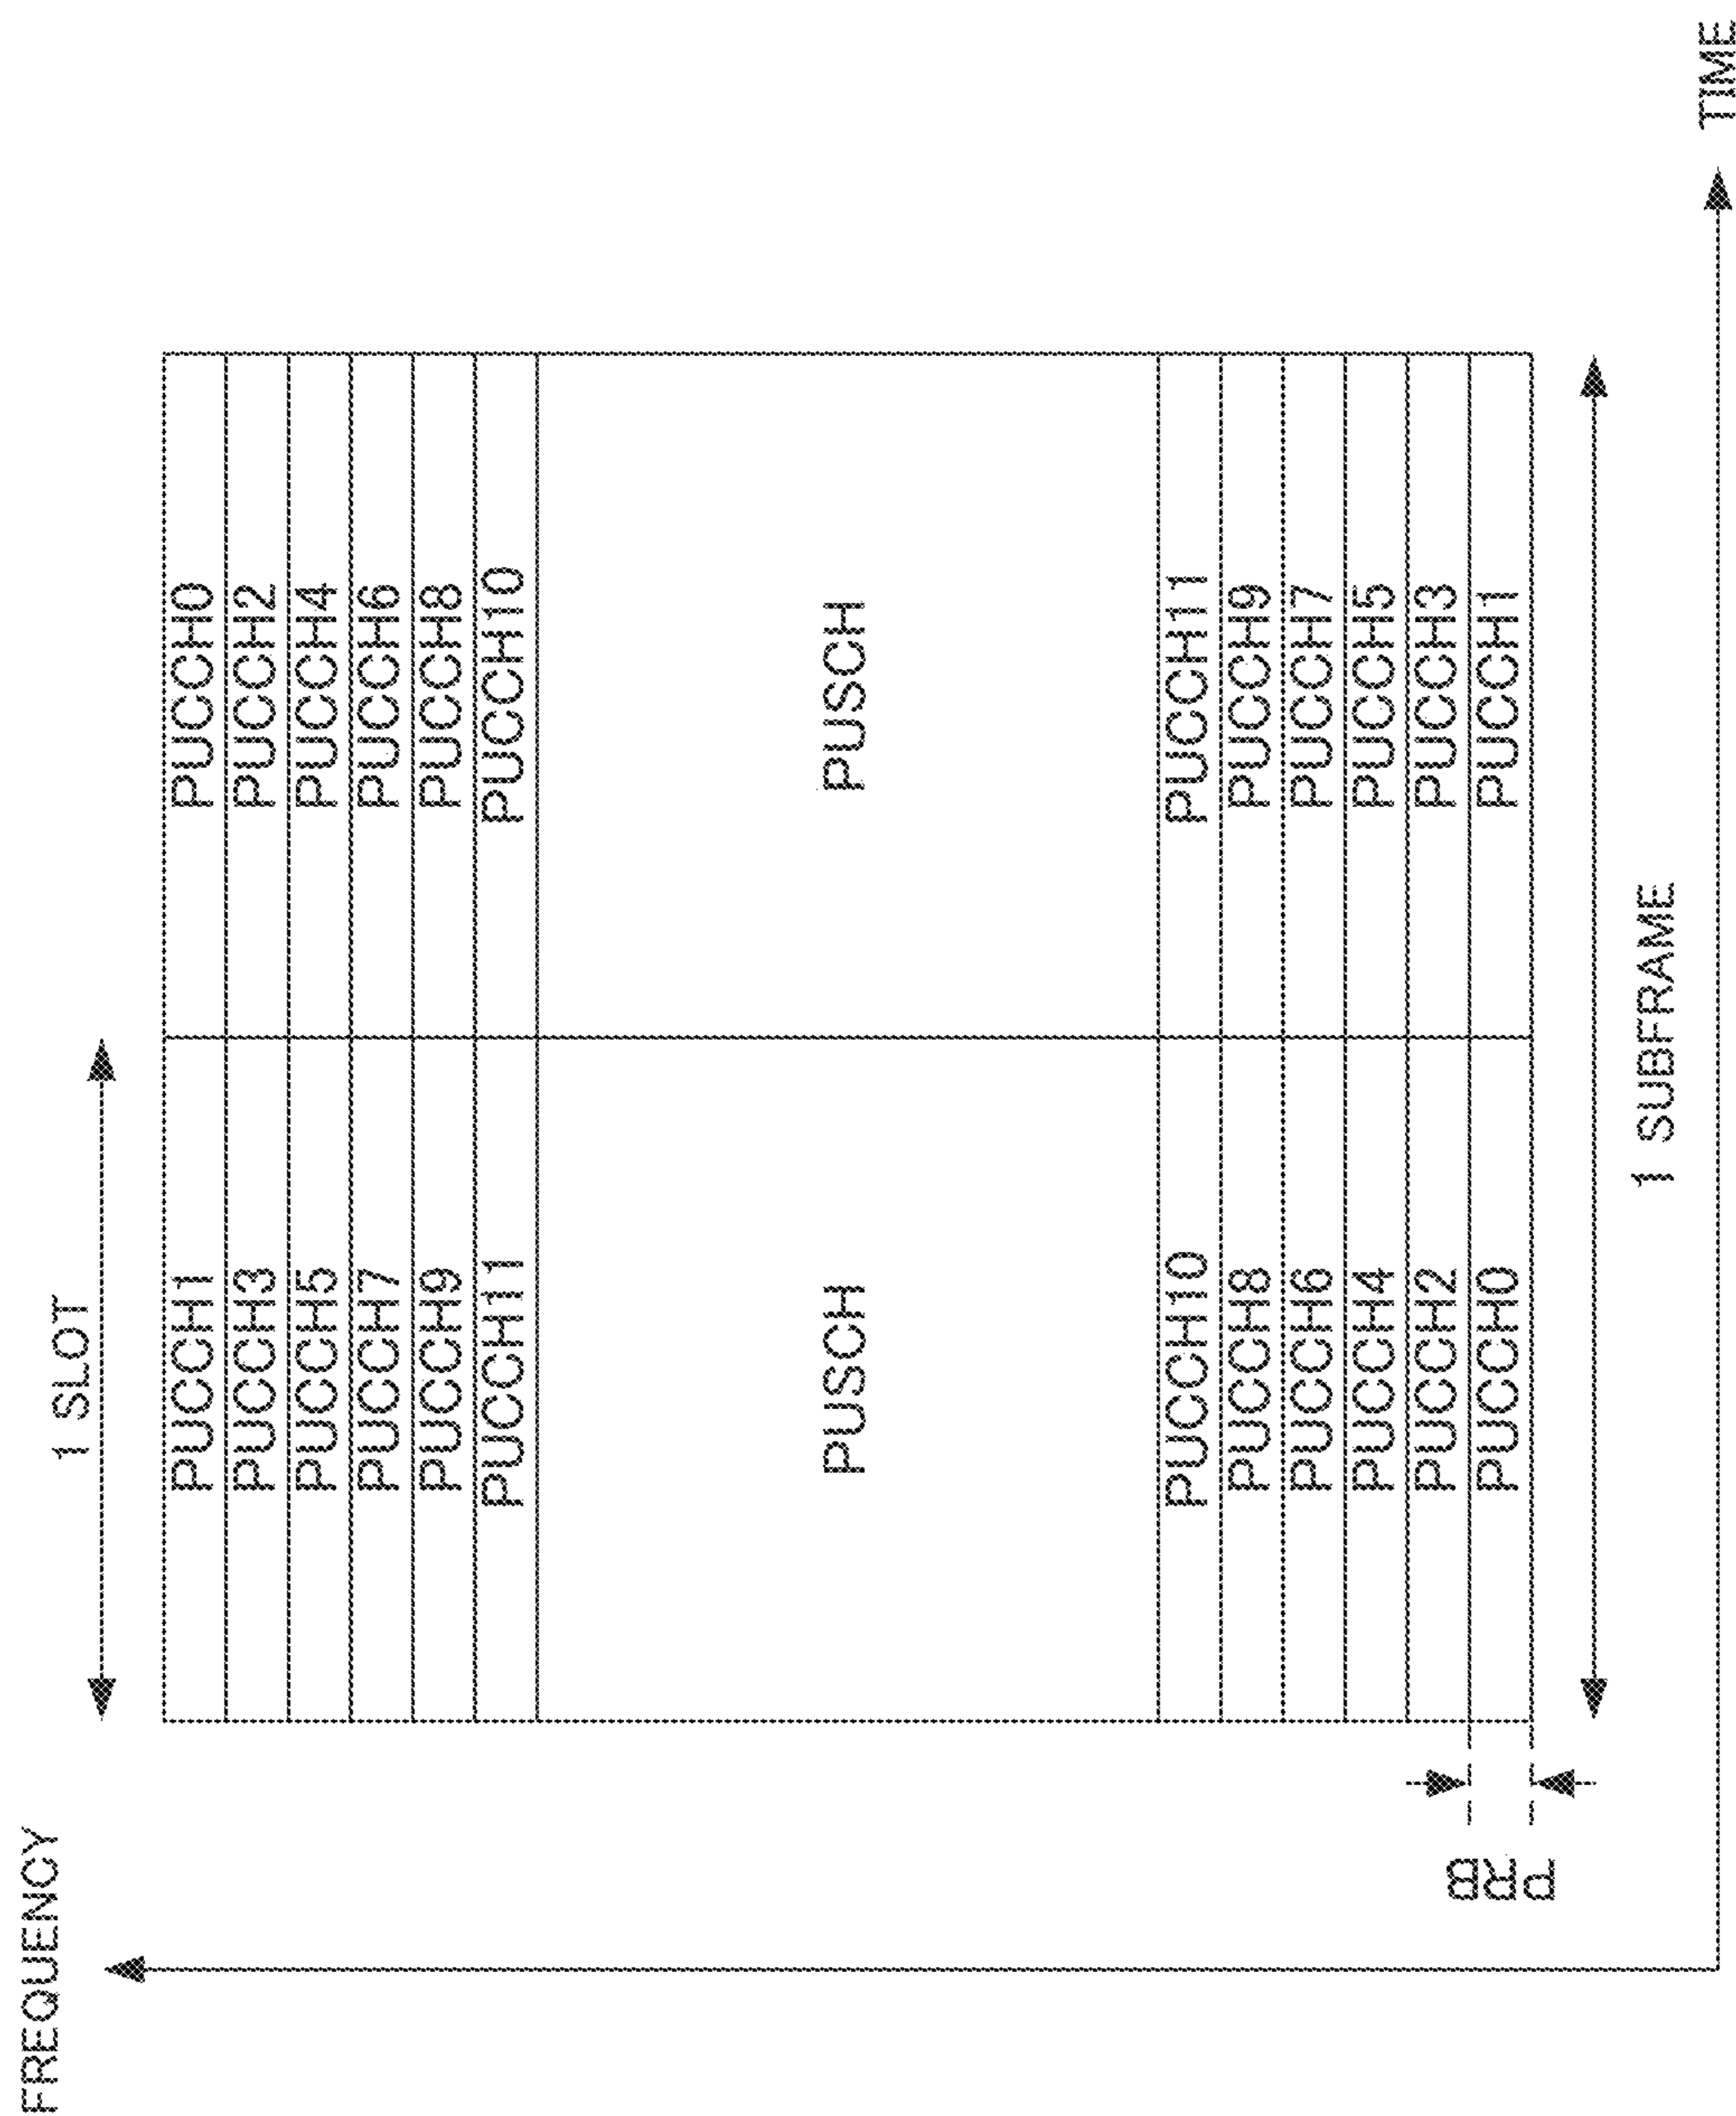 FREQUENCY
1 SLOT
PUCCH1 PUCCH0
PUCCH3 PUCCH2
PUCCH5 PUCCH4
PUCCH7 PUCCH6
PUCCH9 PUCCH8
PUCCH11 PUCCH10
PUSCH PUSCH
PUCCH10 PUCCH11
PUCCH8 PUCCH9
PUCCH6 PUCCH7
PUCCH4 PUCCH5
PUCCH2 PUCCH3
PRB
PUCCH0 PUCCH1
1 SUBFRAME
TIME